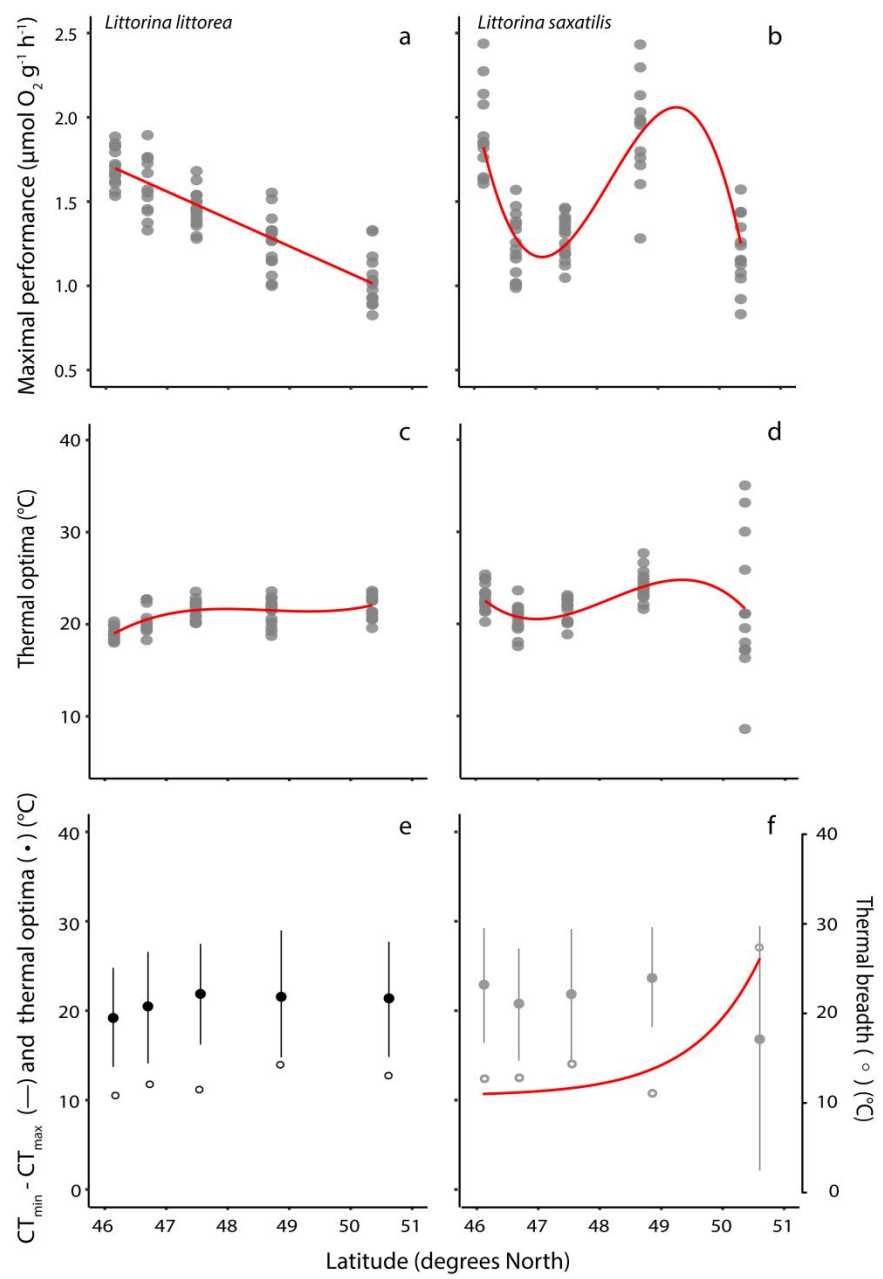 Littorina littorea
a
Littorina saxatilis
b
Maximal performance (µmol O2 g-1 h-1)
2.5
2.0
1.5
1.0
0.5
c
d
Thermal optima (°C)
40
30
20
10
e
f
CTmin - CTmax (—) and thermal optima (•) (°C)
40
30
20
10
0
40
30
20
10
0
Thermal breadth (○) (°C)
46 47 48 49 50 51
46 47 48 49 50 51
Latitude (degrees North)